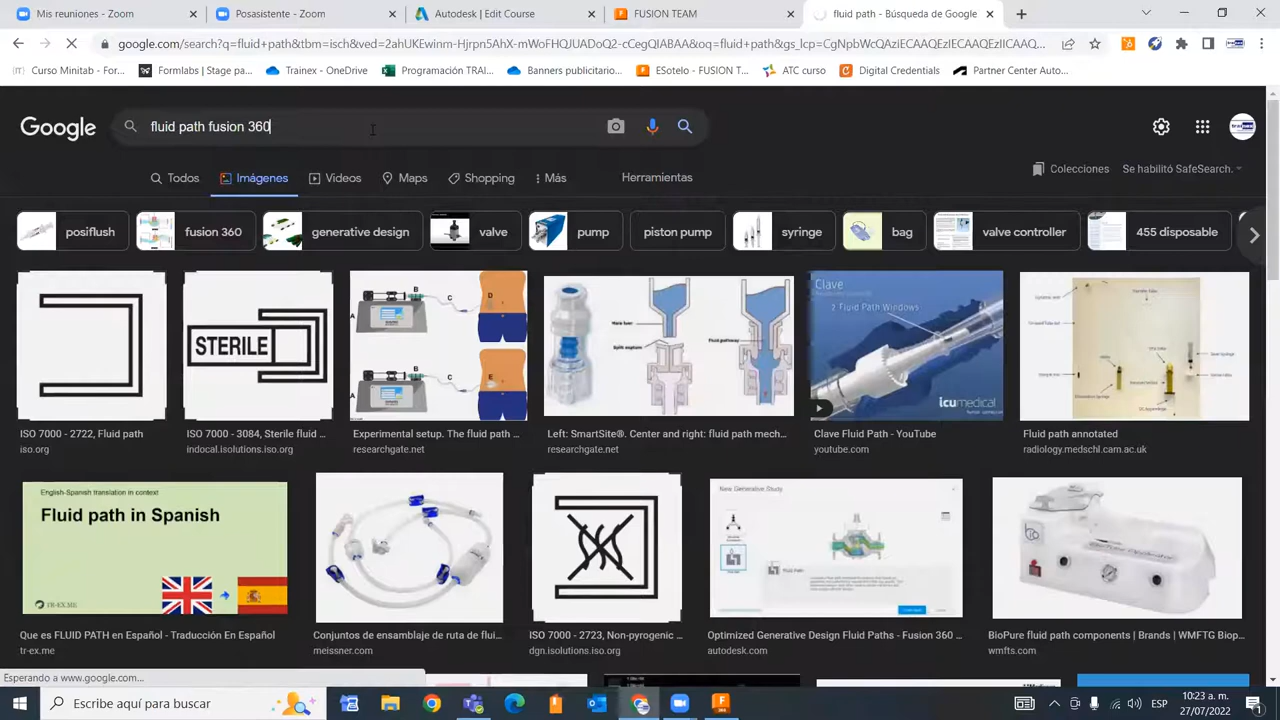 Mis reuniones - Zoom
Posasistente - Zoom
Autodesk | Edit Course
FUSION TEAM
fluid path - Búsqueda de Google
google.com/search?q=fluid+path&tbm=isch&ved=2ahUKEwinntHjrpn5AhX-mWoFHQJUADoQ2-cCegQIABAA&oq=fluid+path&gs_lcp=CgNpbWcQAziECAAQQzIECAAQQzIECAAQQzIICAAQ...
Curso Minitab - For...
Formlabs | Stage pa...
Trainex - OneDrive
Programación TRAI...
Banners publicitario...
ESotelo - FUSION T...
ATC curso
Digital Credentials
Partner Center Auto...
Google
fluid path fusion 360
Todos
Imágenes
Videos
Maps
Shopping
Más
Herramientas
Colecciones
Se habilitó SafeSearch.
posiflush
fusion 360
generative design
valve
pump
piston pump
syringe
bag
valve controller
455 disposable
STERILE
Clave
2 Fluid Path Windows
icumedical
ISO 7000 - 2722, Fluid path
iso.org
ISO 7000 - 3084, Sterile fluid ...
indocal.isolutions.iso.org
Experimental setup. The fluid path ...
researchgate.net
Left: SmartSite®. Center and right: fluid path mech...
researchgate.net
Clave Fluid Path - YouTube
youtube.com
Fluid path annotated
radiology.medschl.cam.ac.uk
English-Spanish translation in context
Fluid path in Spanish
TR-EX.ME
New Generative Study
Que es FLUID PATH en Español - Traducción En Español
tr-ex.me
Conjuntos de ensamblaje de ruta de flui...
meissner.com
ISO 7000 - 2723, Non-pyrogenic ...
dgn.isolutions.iso.org
Optimized Generative Design Fluid Paths - Fusion 360 ...
autodesk.com
BioPure fluid path components | Brands | WMFTG Biop...
wmfts.com
Esperando a www.google.com...
Escribe aquí para buscar
ESP
10:23 a. m.
27/07/2022